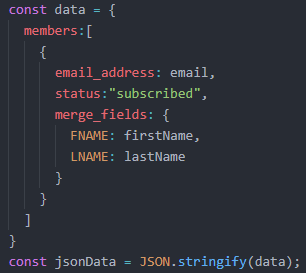 const data = {
  members:[
    {
      email_address: email,
      status:"subscribed",
      merge_fields: {
        FNAME: firstName,
        LNAME: lastName
      }
    }
  ]
}
const jsonData = JSON.stringify(data);